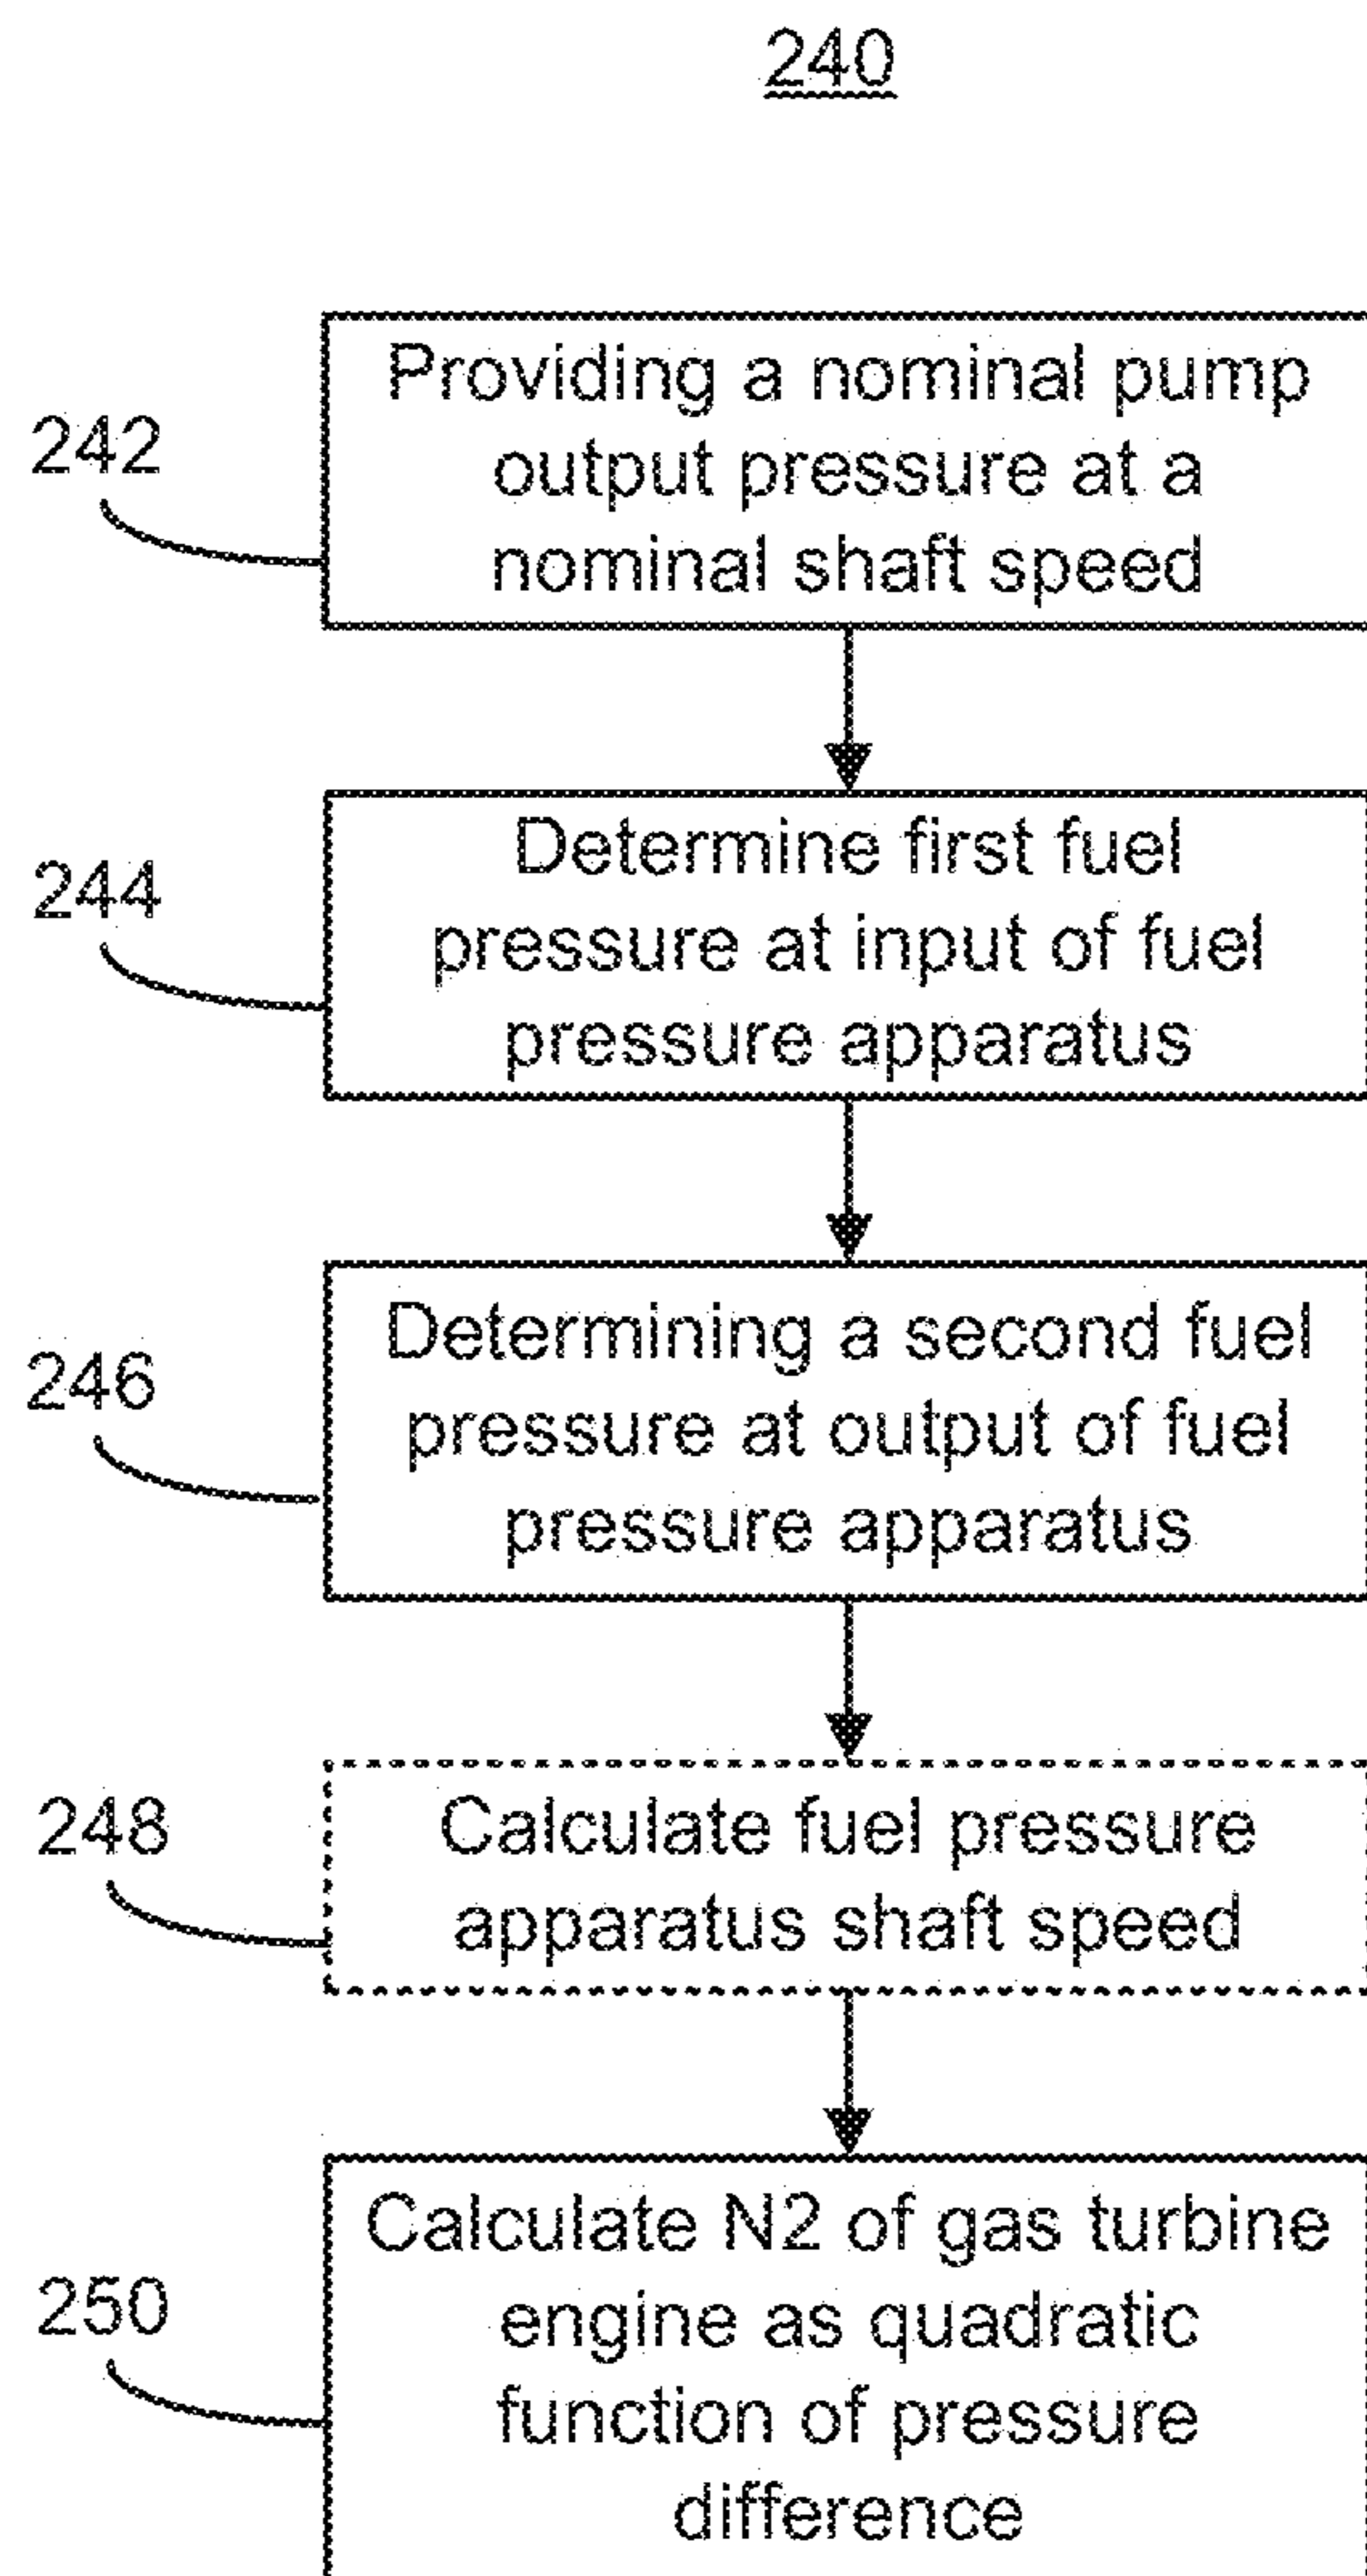 240
242
Providing a nominal pump
output pressure at a
nominal shaft speed
244
Determine first fuel
pressure at input of fuel
pressure apparatus
246
Determining a second fuel
pressure at output of fuel
pressure apparatus
248
Calculate fuel pressure
apparatus shaft speed
250
Calculate N2 of gas turbine
engine as quadratic
function of pressure
difference